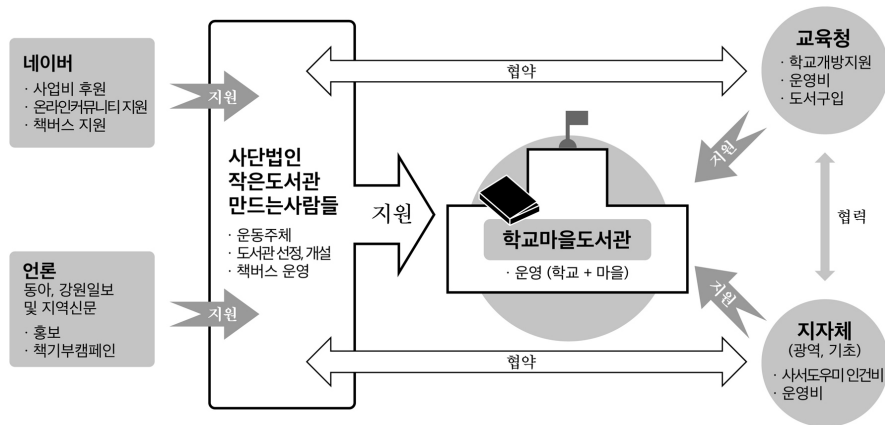 네이버
· 사업비 후원
· 온라인커뮤니티 지원
· 책버스 지원
지원
언론
동아, 강원일보
및 지역신문
· 홍보
· 책기부캠페인
지원
사단법인
작은도서관
만드는사람들
· 운동주체
· 도서관 선정, 개설
· 책버스 운영
지원
협약
학교마을도서관
· 운영 (학교 + 마을)
협약
교육청
· 학교개방지원
· 운영비
· 도서구입
지원
협력
지원
지자체
(광역, 기초)
· 사서도우미 인건비
· 운영비